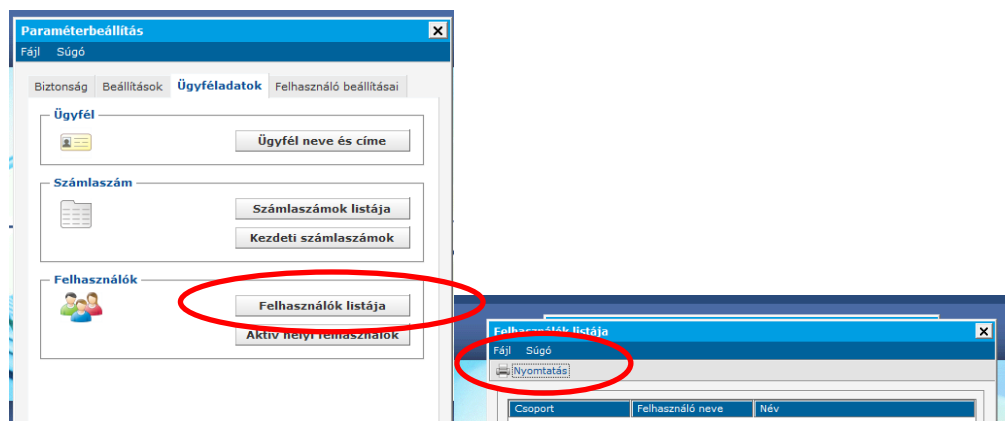 Paraméterbeállítás
Fájl Súgó
Biztonság Beállítások Ügyféladatok Felhasználó beállításai
Ügyfél
Ügyfél neve és címe
Számlaszám
Számlaszámok listája
Kezdeti számlaszámok
Felhasználók
Felhasználók listája
Aktív helyi felhasználók
Felhasználók listája
Fájl Súgó
Nyomtatás
Csoport Felhasználó neve Név